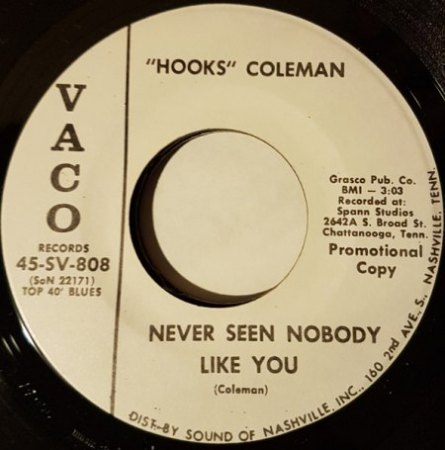 "HOOKS" COLEMAN
VACO
RECORDS
45-SV-808
(SoN 22171)
TOP 40' BLUES
Grasco Pub. Co.
BMI — 3:03
Recorded at:
Spann Studios
2642A S. Broad St.
Chattanooga, Tenn.
Promotional
Copy
NEVER SEEN NOBODY
LIKE YOU
(Coleman)
DIST. BY SOUND OF NASHVILLE, INC., 160 2nd AVE. S., NASHVILLE, TENN.